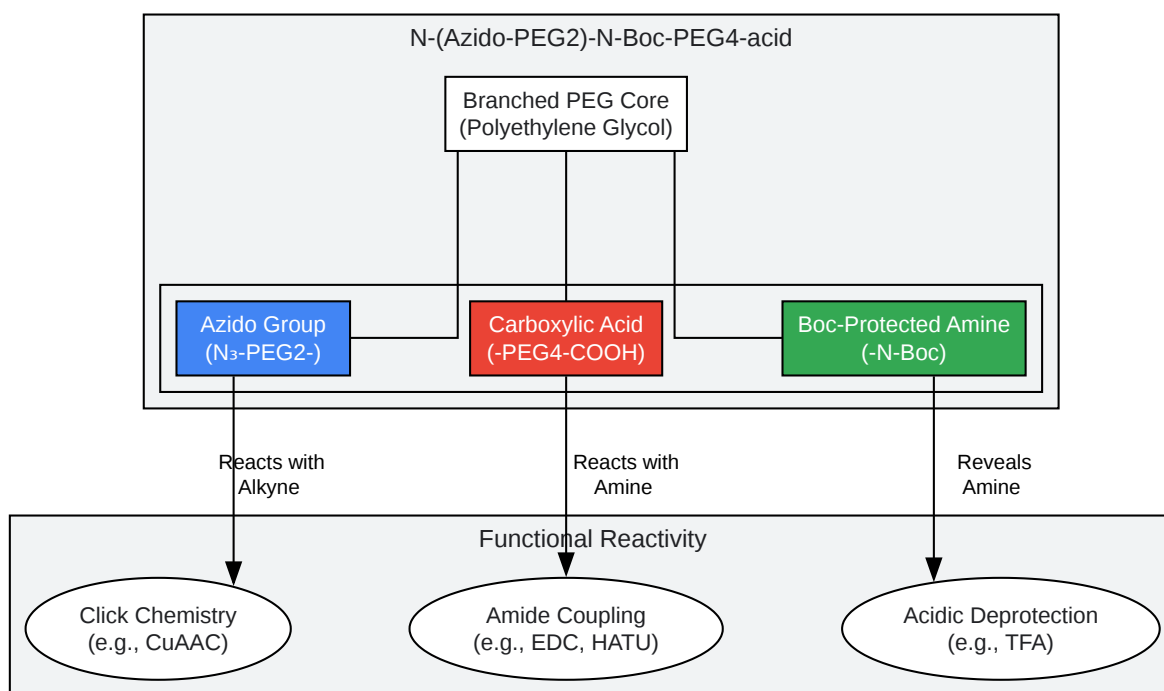 N-(Azido-PEG2)-N-Boc-PEG4-acid
Branched PEG Core
(Polyethylene Glycol)
Azido Group
(N₃-PEG2-)
Carboxylic Acid
(-PEG4-COOH)
Boc-Protected Amine
(-N-Boc)
Reacts with
Alkyne
Reacts with
Amine
Reveals
Amine
Functional Reactivity
Click Chemistry
(e.g., CuAAC)
Amide Coupling
(e.g., EDC, HATU)
Acidic Deprotection
(e.g., TFA)